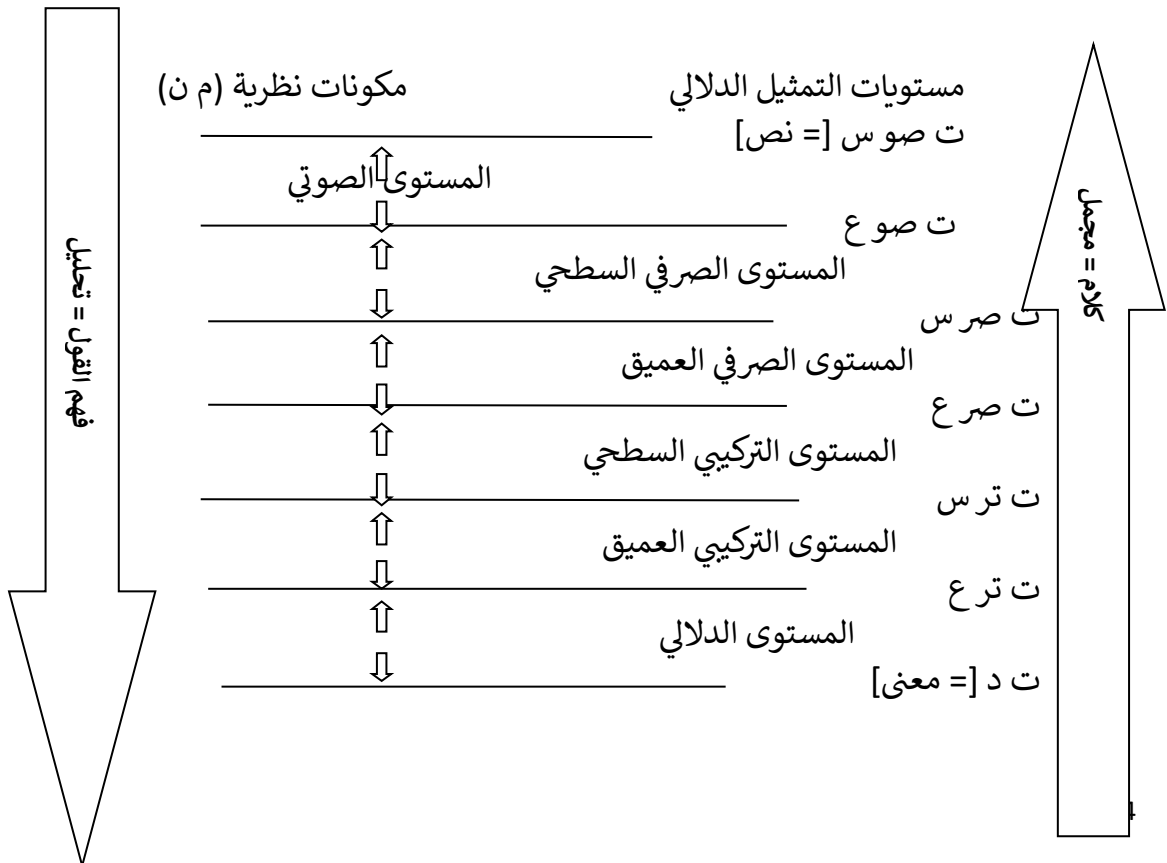 مستويات التمثيل الدلالي مكونات نظرية (م ن)
ت صو س [= نص]
المستوى الصوتي
ت صو ع
المستوى الصرفي السطحي
ت صر س
المستوى الصرفي العميق
ت صر ع
المستوى التركيبي السطحي
ت تر س
المستوى التركيبي العميق
ت تر ع
المستوى الدلالي
ت د [= معنى]
كلام = مجمل
فهم القول = تحليل
4